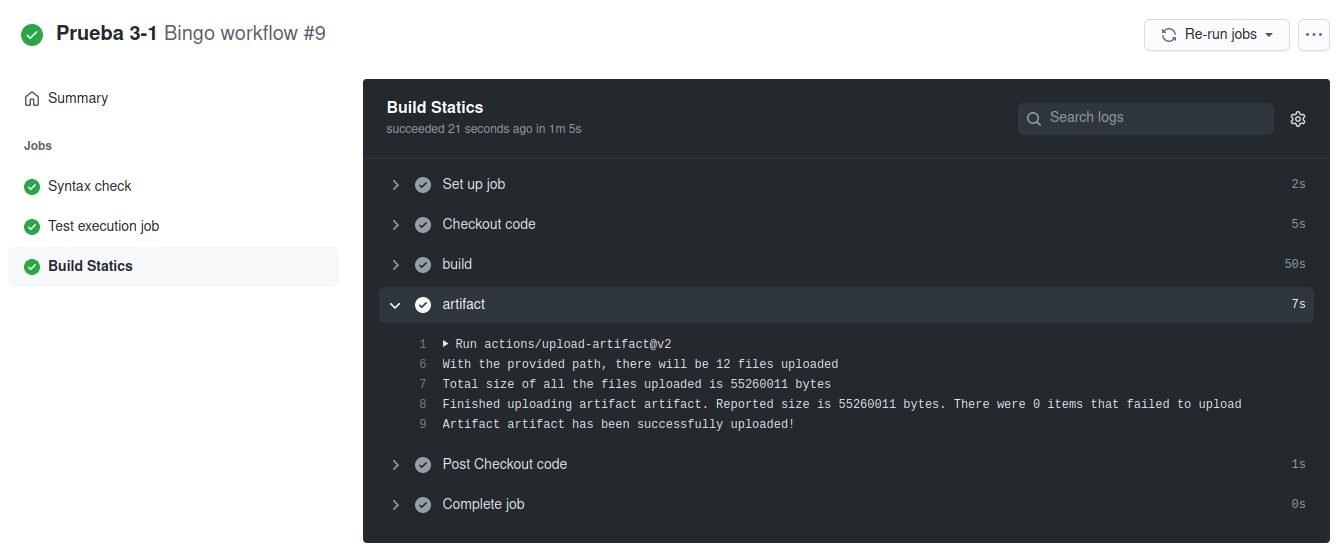 Prueba 3-1 Bingo workflow #9
Re-run jobs
Summary
Jobs
Syntax check
Test execution job
Build Statics
Build Statics
succeeded 21 seconds ago in 1m 5s
Search logs
Set up job 2s
Checkout code 5s
build 50s
artifact 7s
1 Run actions/upload-artifact@v2
6 With the provided path, there will be 12 files uploaded
7 Total size of all the files uploaded is 55260011 bytes
8 Finished uploading artifact artifact. Reported size is 55260011 bytes. There were 0 items that failed to upload
9 Artifact artifact has been successfully uploaded!
Post Checkout code 1s
Complete job 0s